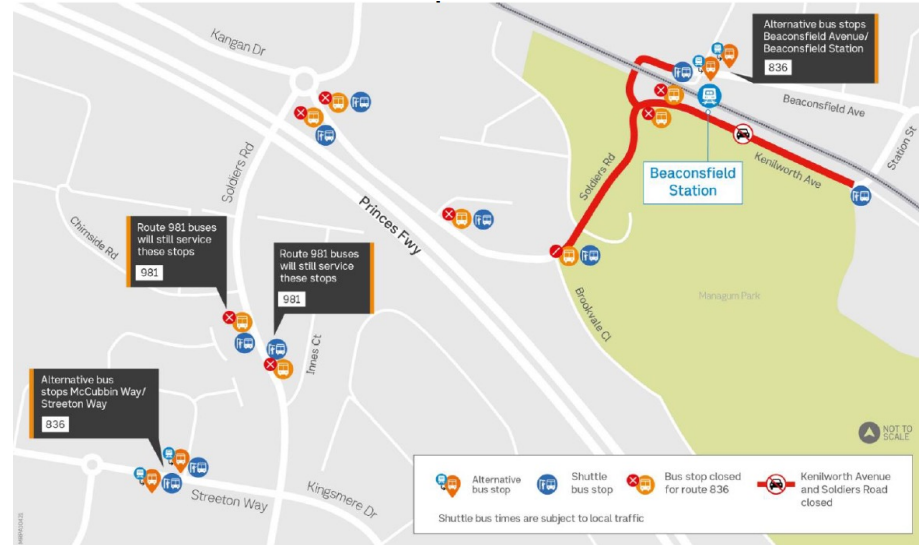 Kangan Dr
Alternative bus stops
Beaconsfield Avenue/
Beaconsfield Station
836
Beaconsfield Ave
Station St
Kenilworth Ave
Beaconsfield
Station
Soldiers Rd
Soldiers Rd
Princes Fwy
Chirnside Rd
Route 981 buses
will still service
these stops
981
Route 981 buses
will still service
these stops
981
Managum Park
Brookvale Cl
Innes Ct
Alternative bus
stops McCubbin Way/
Streeton Way
836
Streeton Way
Kingsmere Dr
NOT TO
SCALE
Alternative
bus stop
Shuttle
bus stop
Bus stop closed
for route 836
Kenilworth Avenue
and Soldiers Road
closed
Shuttle bus times are subject to local traffic